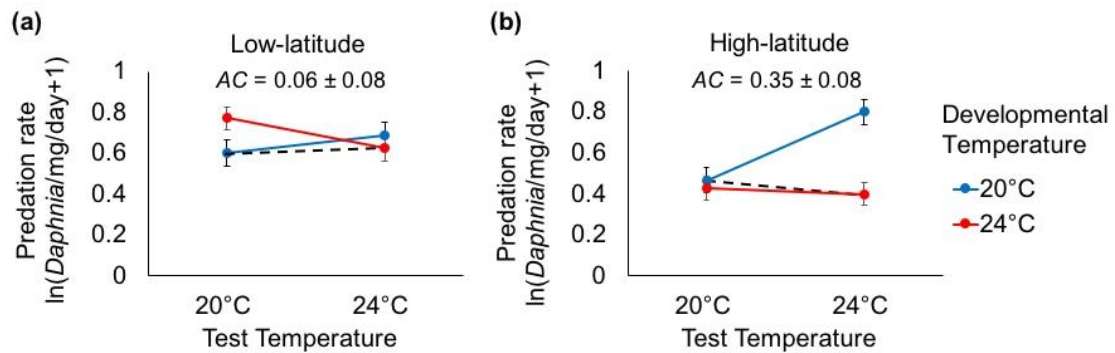 (a)
Low-latitude
AC = 0.06 ± 0.08
Predation rate
ln(Daphnia/mg/day+1)
1
0.8
0.6
0.4
0.2
0
20°C
24°C
Test Temperature
(b)
High-latitude
AC = 0.35 ± 0.08
Predation rate
ln(Daphnia/mg/day+1)
1
0.8
0.6
0.4
0.2
0
20°C
24°C
Test Temperature
Developmental
Temperature
20°C
24°C